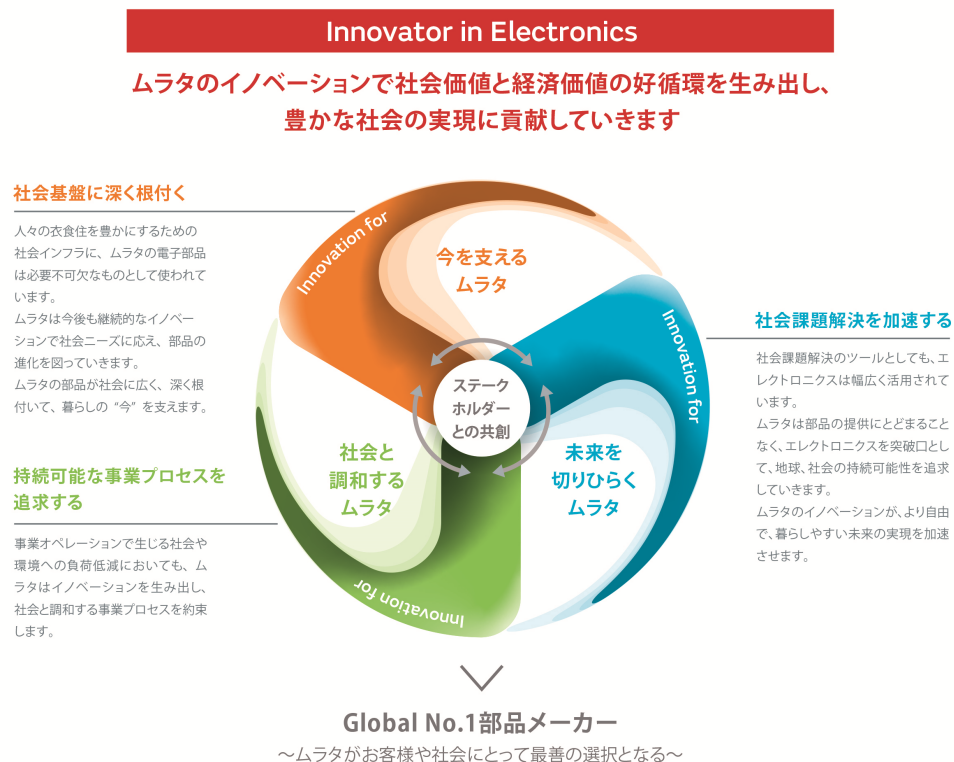 Innovator in Electronics
ムラタのイノベーションで社会価値と経済価値の好循環を生み出し、
豊かな社会の実現に貢献していきます
社会基盤に深く根付く
人々の衣食住を豊かにするための
社会インフラに、ムラタの電子部品
は必要不可欠なものとして使われて
います。
ムラタは今後も継続的なイノベー
ションで社会ニーズに応え、部品の
進化を図っていきます。
ムラタの部品が社会に広く、深く根
付いて、暮らしの“今”を支えます。
Innovation for
今を支える
ムラタ
社会課題解決を加速する
社会課題解決のツールとしても、エ
レクトロニクスは幅広く活用されて
います。
ムラタは部品の提供にとどまること
なく、エレクトロニクスを突破口とし
て、地球、社会の持続可能性を追求
していきます。
ムラタのイノベーションが、より自由
で、暮らしやすい未来の実現を加速
させます。
Innovation for
未来を
切りひらく
ムラタ
ステーク
ホルダー
との共創
持続可能な事業プロセスを
追求する
事業オペレーションで生じる社会や
環境への負荷低減においても、ム
ラタはイノベーションを生み出し、
社会と調和する事業プロセスを約束
します。
社会と
調和する
ムラタ
Innovation for
Global No.1部品メーカー
～ムラタがお客様や社会にとって最善の選択となる～